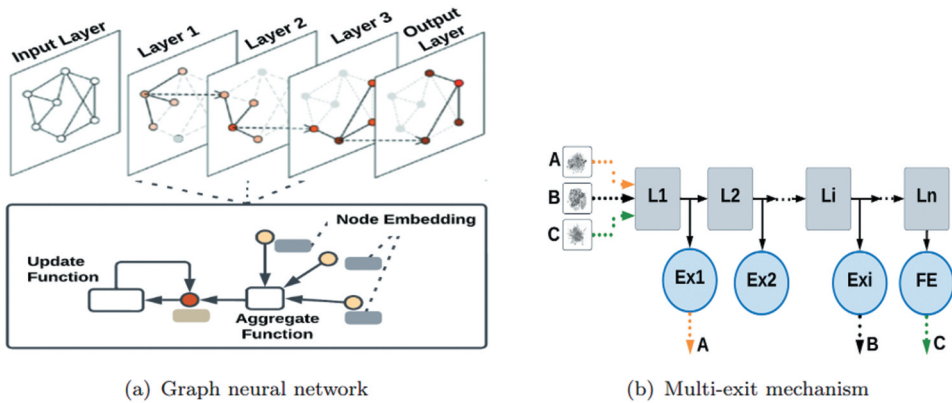 Input Layer
Layer 1
Layer 2
Layer 3
Output
Layer
Node Embedding
Update
Function
Aggregate
Function
(a) Graph neural network
A
B
C
L1
L2
Li
Ln
Ex1
Ex2
Exi
FE
A
B
C
(b) Multi-exit mechanism